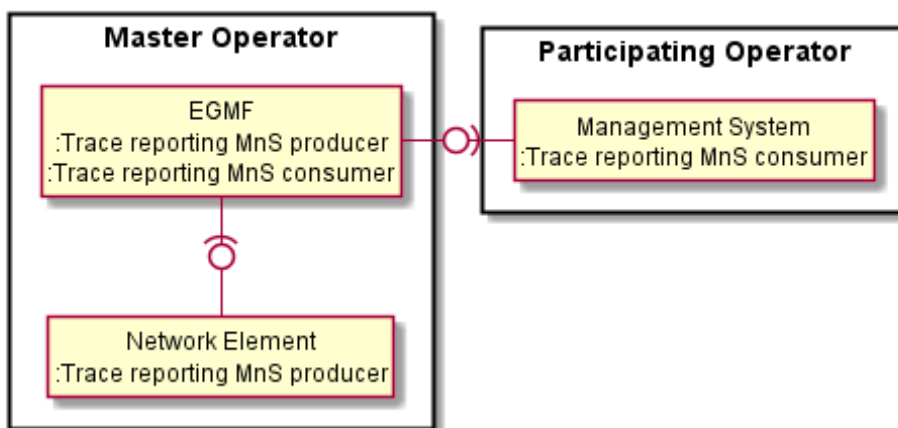 Master Operator
EGMF
:Trace reporting MnS producer
:Trace reporting MnS consumer
Network Element
:Trace reporting MnS producer
Participating Operator
Management System
:Trace reporting MnS consumer